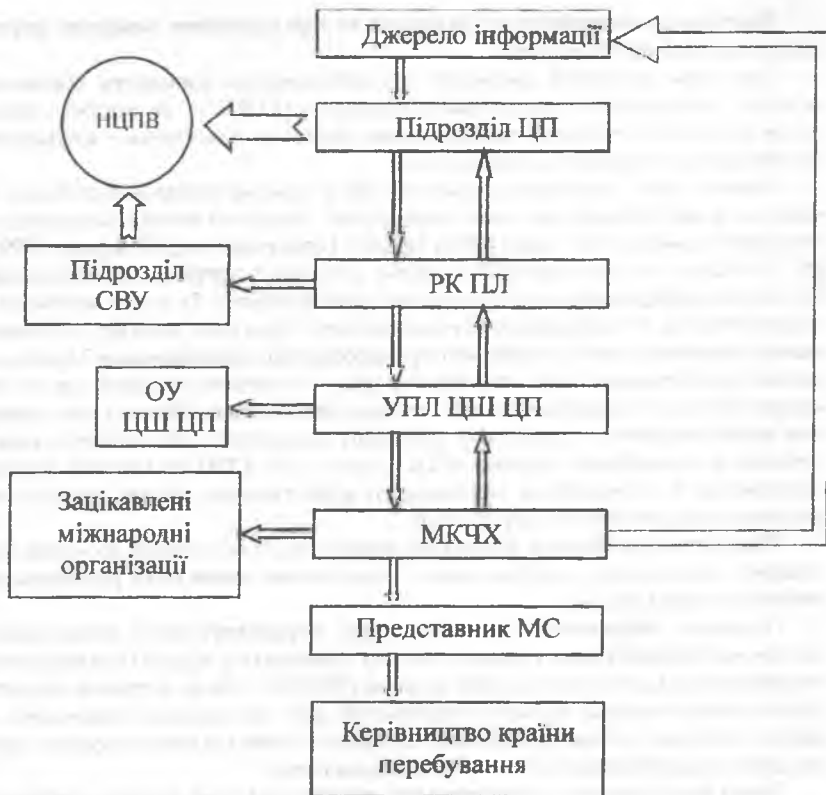 Джерело інформації
НЦПВ
Підрозділ ЦП
Підрозділ
СВУ
РК ПЛ
ОУ
ЦШ ЦП
УПЛ ЦШ ЦП
Зацікавлені
міжнародні
організації
МКЧХ
Представник МС
Керівництво країни
перебування